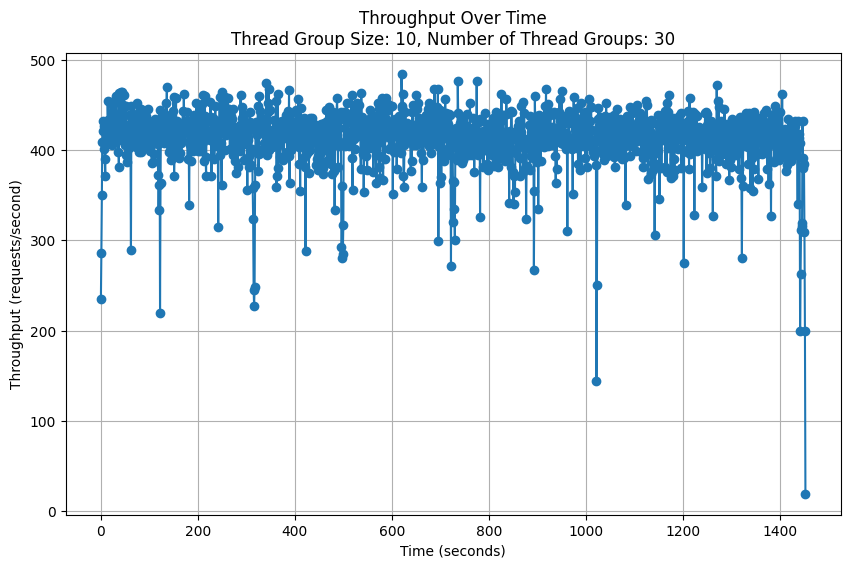 Throughput Over Time
Thread Group Size: 10, Number of Thread Groups: 30
Throughput (requests/second)
500
400
300
200
100
0
0 200 400 600 800 1000 1200 1400
Time (seconds)